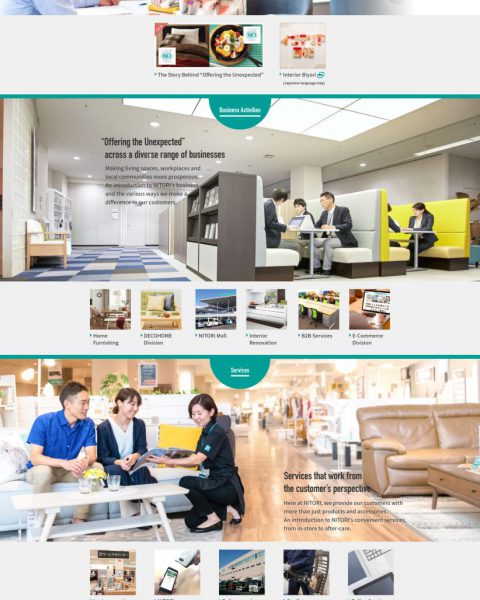 The Story Behind "Offering the Unexpected"
Interior Biyori
(Japanese language only)
Business Activities
"Offering the Unexpected"
across a diverse range of businesses
Making living spaces, workplaces and
local communities more prosperous.
An introduction to NITORI's business
and the various ways we make a
difference to our customers.
Home
Furnishing
DECOHOME
Division
NITORI Mall
Interior
Renovation
B2B Services
E-Commerce
Division
Services
Services that work from
the customer's perspective
Here at NITORI, we provide our customers with
more than just products and accessories.
An introduction to NITORI's convenient services,
from in-store to after-care.